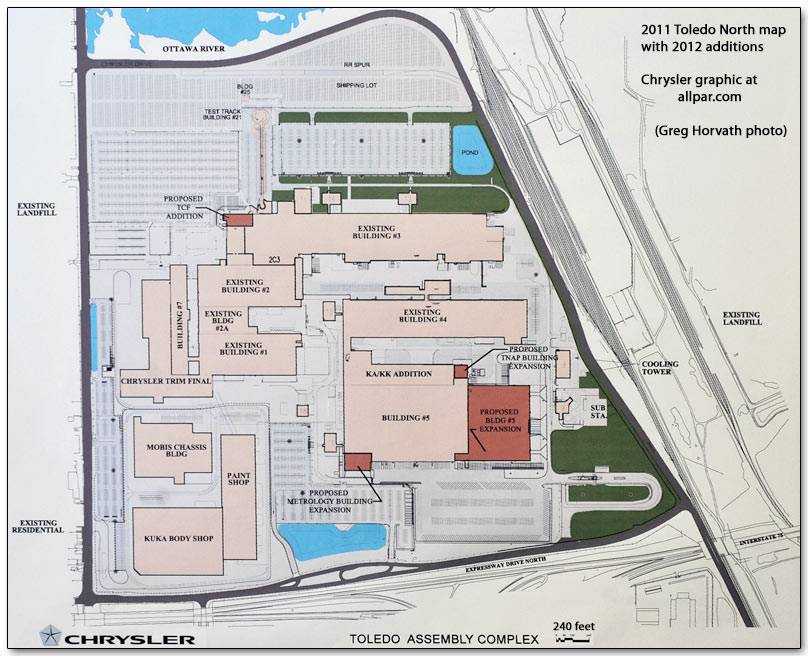 2011 Toledo North map
with 2012 additions
Chrysler graphic at
allpar.com
(Greg Horvath photo)
OTTAWA RIVER
CHRYSLER DRIVE
RR SPUR
SHIPPING LOT
BLDG
#25
TEST TRACK
BUILDING #21
POND
PROPOSED
TCF
ADDITION
EXISTING
LANDFILL
EXISTING
BUILDING #3
2C3
EXISTING
BUILDING #2
EXISTING
BLDG
#2A
EXISTING
BUILDING #1
BUILDING #7
CHRYSLER TRIM FINAL
EXISTING
BUILDING #4
EXISTING
LANDFILL
PROPOSED
TNAP BUILDING
EXPANSION
COOLING
TOWER
KA/KK ADDITION
BUILDING #5
PROPOSED
BLDG #5
EXPANSION
SUB
STA.
MOBIS CHASSIS
BLDG
PAINT
SHOP
PROPOSED
METROLOGY BUILDING
EXPANSION
EXISTING
RESIDENTIAL
KUKA BODY SHOP
INTERSTATE 75
EXPRESSWAY DRIVE NORTH
CHRYSLER
TOLEDO ASSEMBLY COMPLEX
240 feet